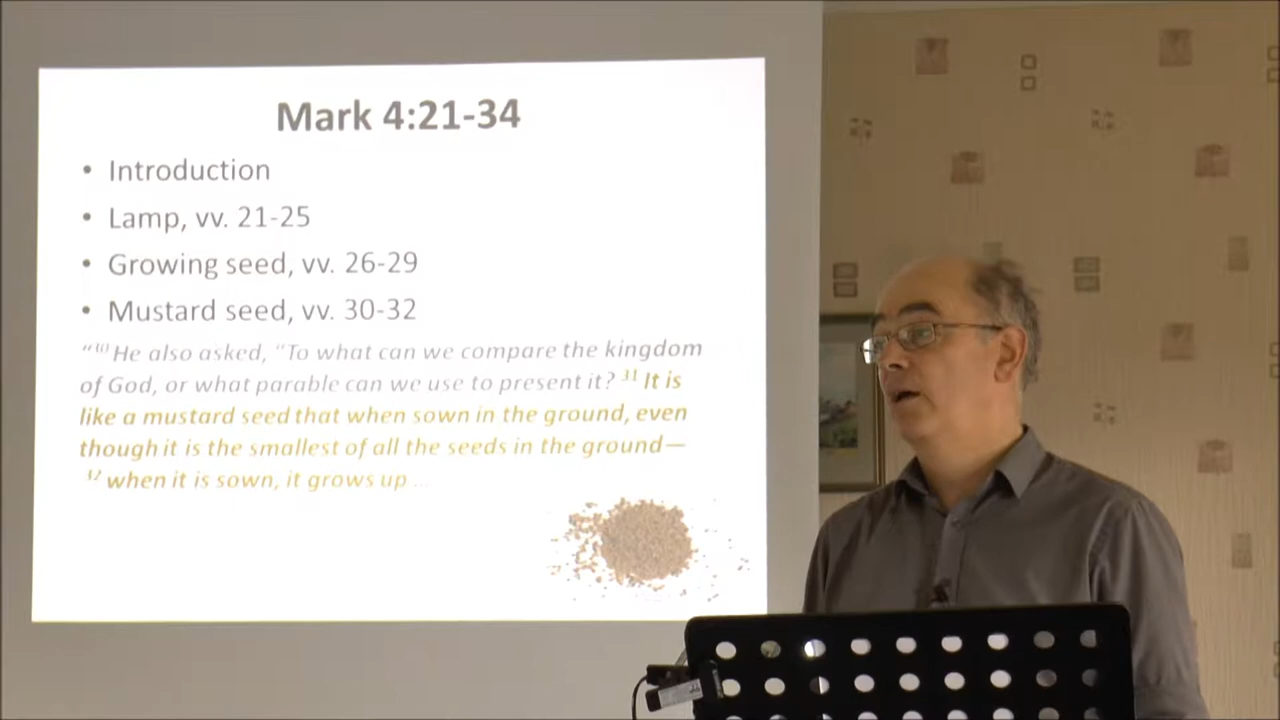 Mark 4:21-34
• Introduction
• Lamp, vv. 21-25
• Growing seed, vv. 26-29
• Mustard seed, vv. 30-32
“³⁰ He also asked, “To what can we compare the kingdom
of God, or what parable can we use to present it? ³¹ It is
like a mustard seed that when sown in the ground, even
though it is the smallest of all the seeds in the ground—
³² when it is sown, it grows up ...